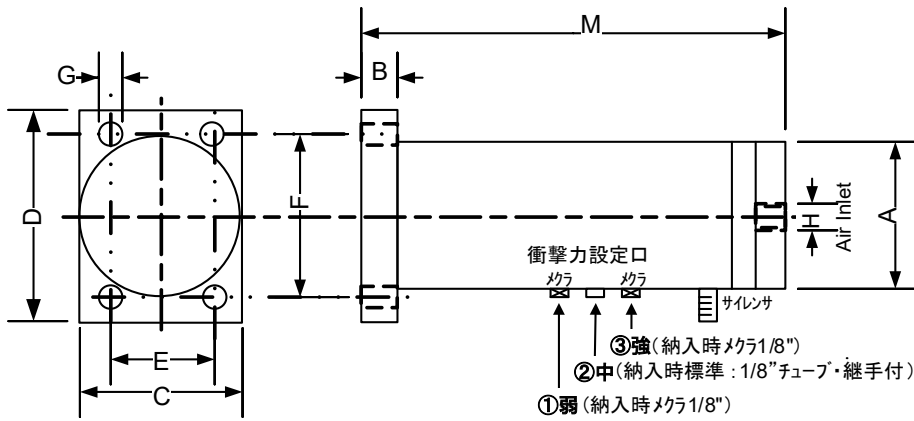 M
G
B
D
F
H
Air Inlet
A
衝撃力設定口
メクラ
メクラ
サイレンサ
E
C
③強(納入時メクラ1/8")
②中(納入時標準:1/8”チューブ・継手付)
①弱(納入時メクラ1/8")